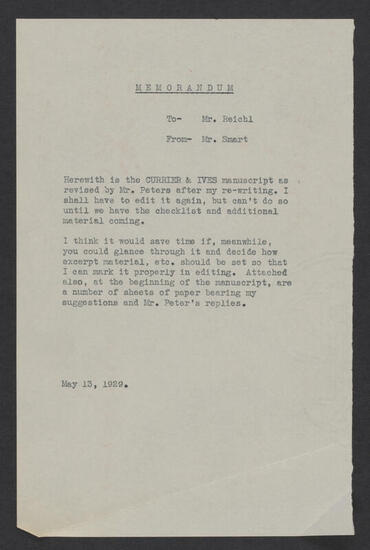 MEMORANDUM
To- Mr. Reichl
From- Mr. Smart
Herewith is the CURRIER & IVES manuscript as
revised by Mr. Peters after my re-writing. I
shall have to edit it again, but can't do so
until we have the checklist and additional
material coming.
I think it would save time if, meanwhile,
you could glance through it and decide how
excerpt material, etc. should be set so that
I can mark it properly in editing. Attached
also, at the beginning of the manuscript, are
a number of sheets of paper bearing my
suggestions and Mr. Peter's replies.
May 13, 1929.